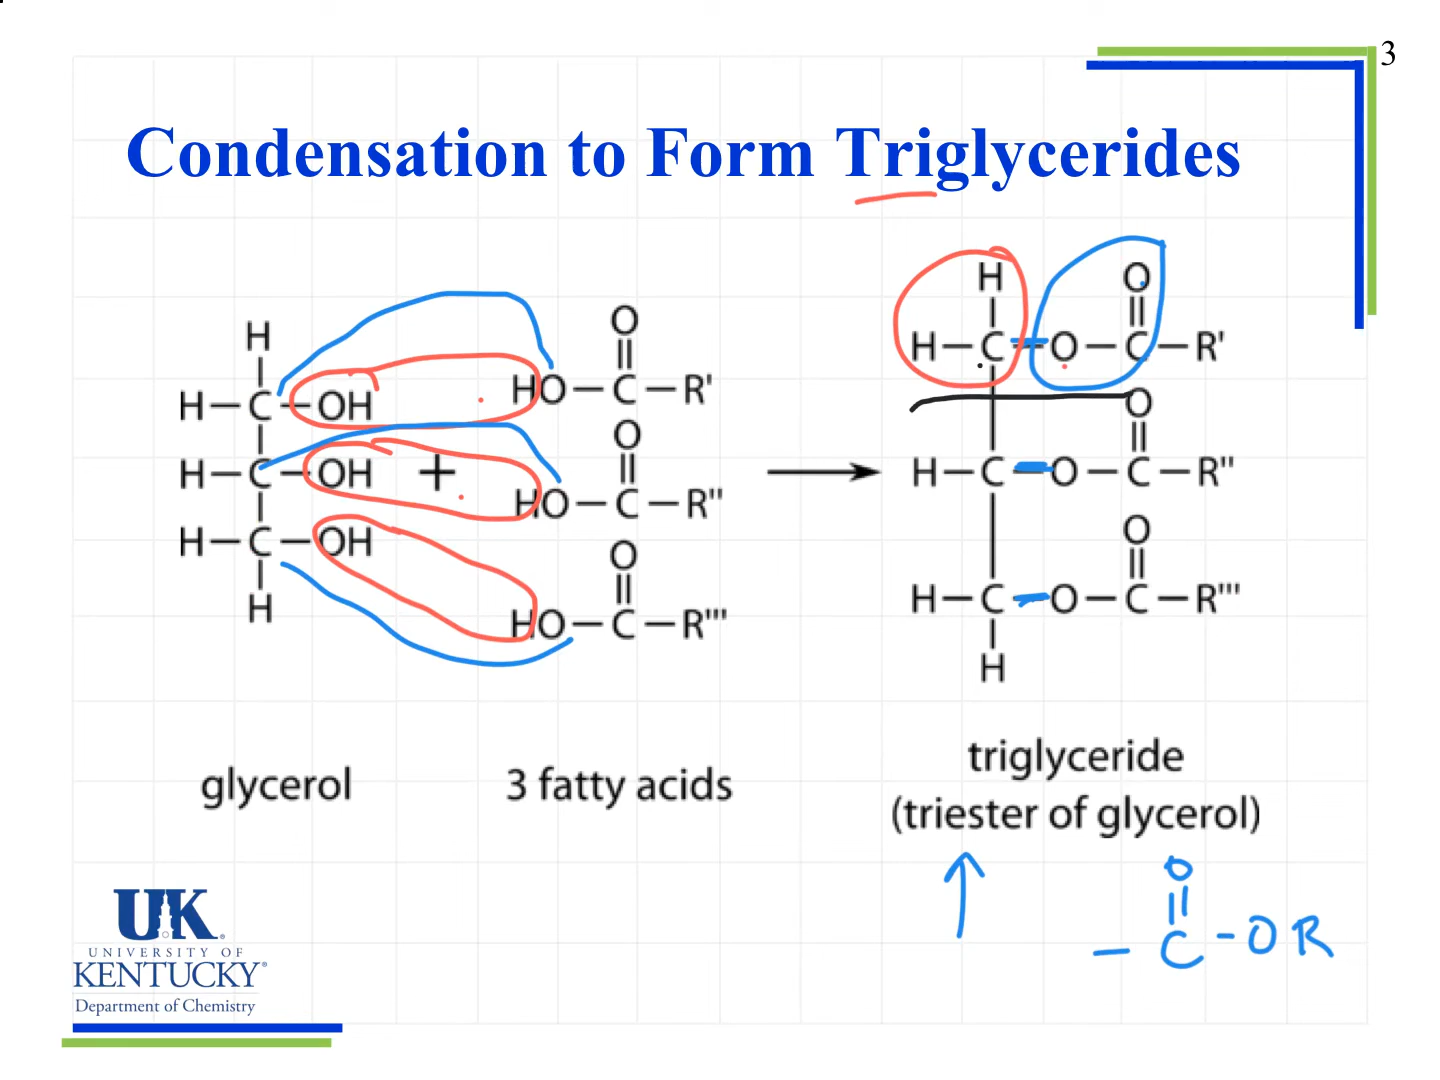 3
Condensation to Form Triglycerides
H
H—C—OH
H—C—OH
H—C—OH
H
+
O
HO—C—R'
O
HO—C—R"
O
HO—C—R'''
H
O
H—C—O—C—R'
O
H—C—O—C—R"
O
H—C—O—C—R'''
H
glycerol
3 fatty acids
triglyceride
(triester of glycerol)
O
—C-OR
UK
UNIVERSITY OF
KENTUCKY®
Department of Chemistry